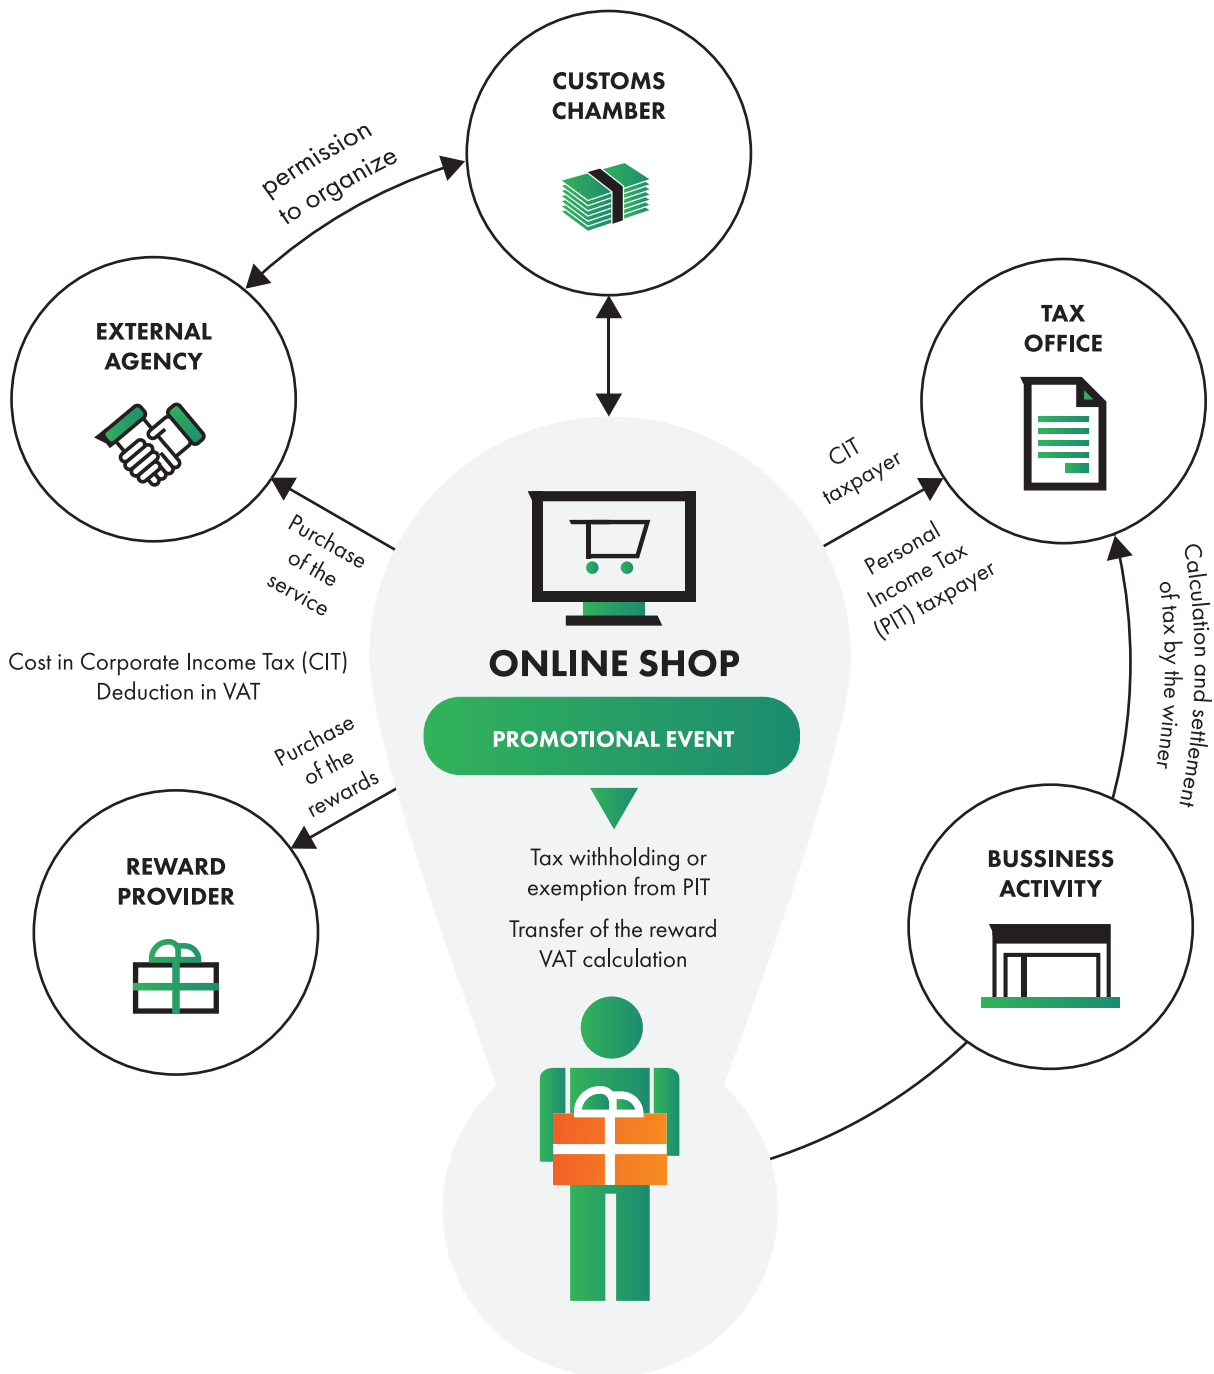 CUSTOMS
CHAMBER
permission
to organize
EXTERNAL
AGENCY
TAX
OFFICE
CIT
taxpayer
Personal
Income Tax
(PIT) taxpayer
Purchase
of the
service
Calculation and settlement
of tax by the winner
Cost in Corporate Income Tax (CIT)
Deduction in VAT
ONLINE SHOP
PROMOTIONAL EVENT
Purchase
of the
rewards
Tax withholding or
exemption from PIT
Transfer of the reward
VAT calculation
REWARD
PROVIDER
BUSSINESS
ACTIVITY